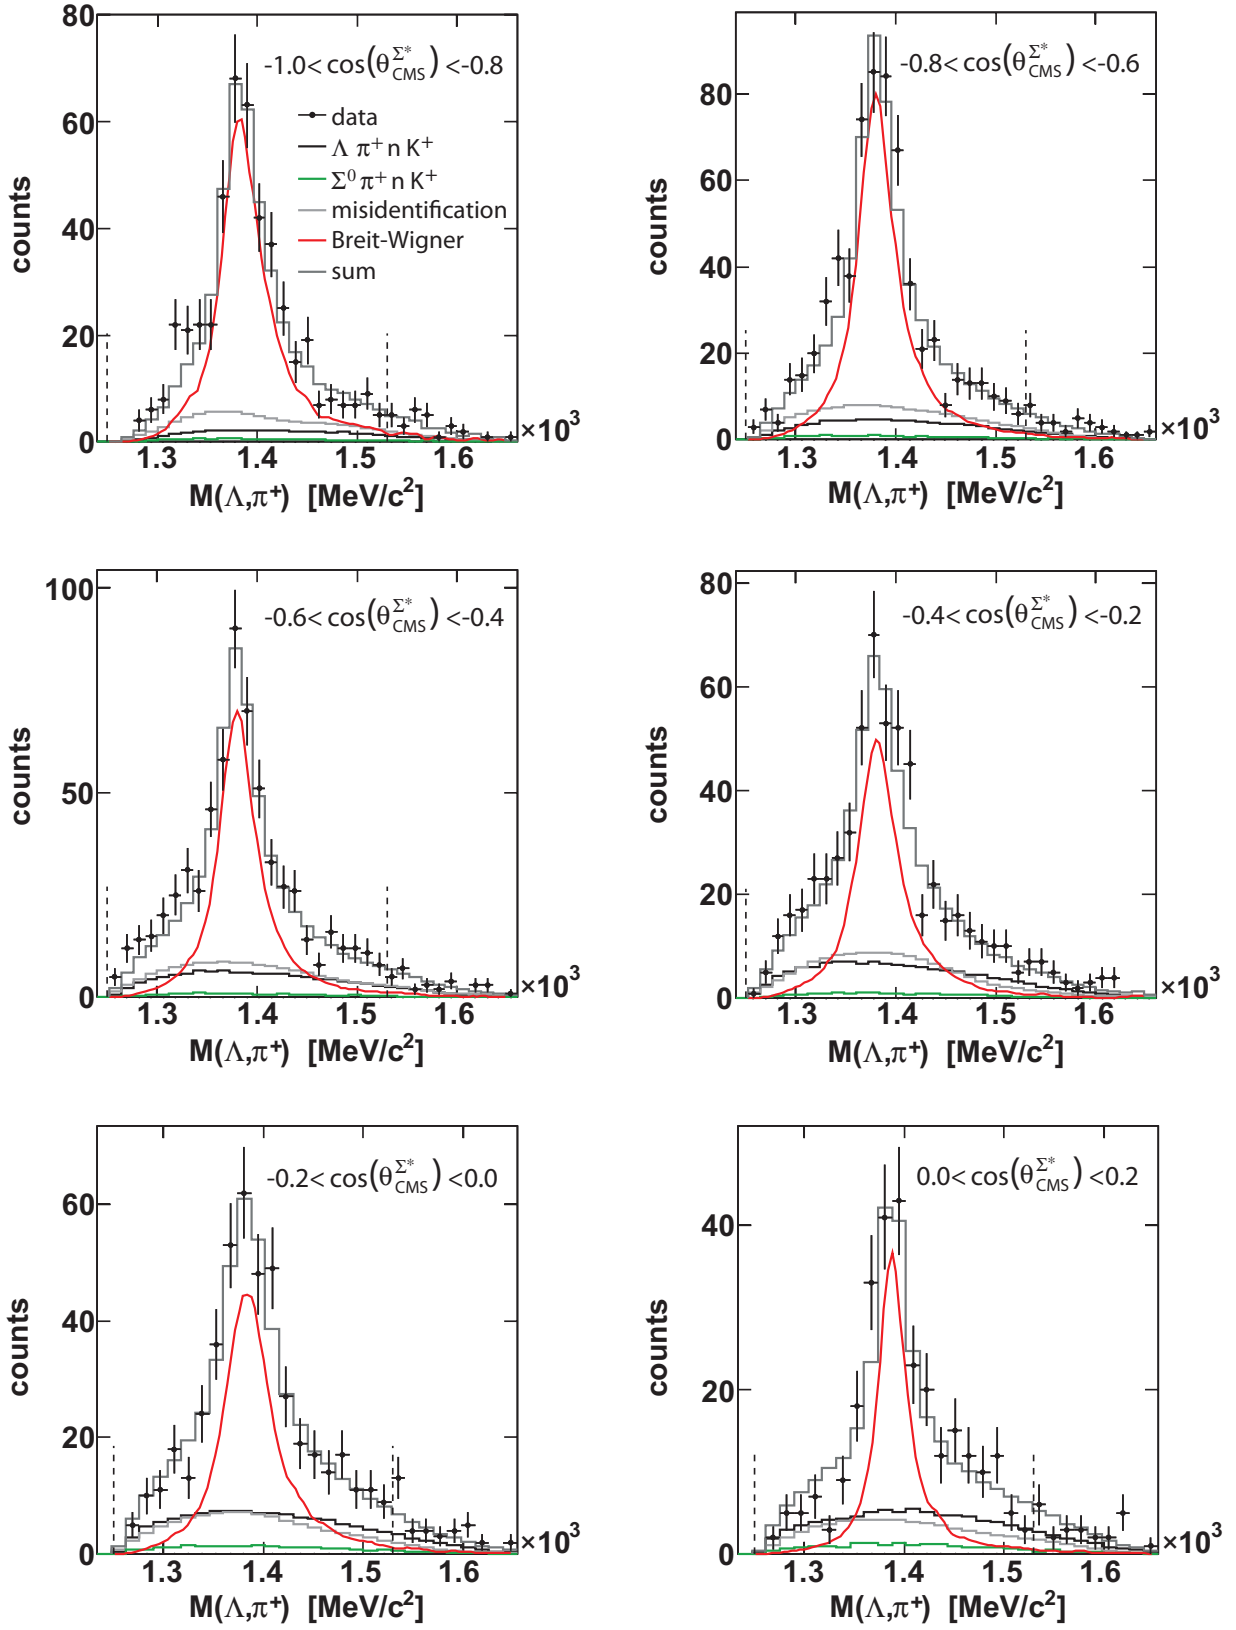 -1.0< cos(θ^Σ*_CMS) <-0.8
data
Λ π⁺ n K⁺
Σ⁰ π⁺ n K⁺
misidentification
Breit-Wigner
sum
counts
80
60
40
20
0
1.3 1.4 1.5 1.6
×10³
M(Λ,π⁺) [MeV/c²]
-0.8< cos(θ^Σ*_CMS) <-0.6
counts
80
60
40
20
0
1.3 1.4 1.5 1.6
×10³
M(Λ,π⁺) [MeV/c²]
-0.6< cos(θ^Σ*_CMS) <-0.4
counts
100
50
0
1.3 1.4 1.5 1.6
×10³
M(Λ,π⁺) [MeV/c²]
-0.4< cos(θ^Σ*_CMS) <-0.2
counts
80
60
40
20
0
1.3 1.4 1.5 1.6
×10³
M(Λ,π⁺) [MeV/c²]
-0.2< cos(θ^Σ*_CMS) <0.0
counts
60
40
20
0
1.3 1.4 1.5 1.6
×10³
M(Λ,π⁺) [MeV/c²]
0.0< cos(θ^Σ*_CMS) <0.2
counts
40
20
0
1.3 1.4 1.5 1.6
×10³
M(Λ,π⁺) [MeV/c²]